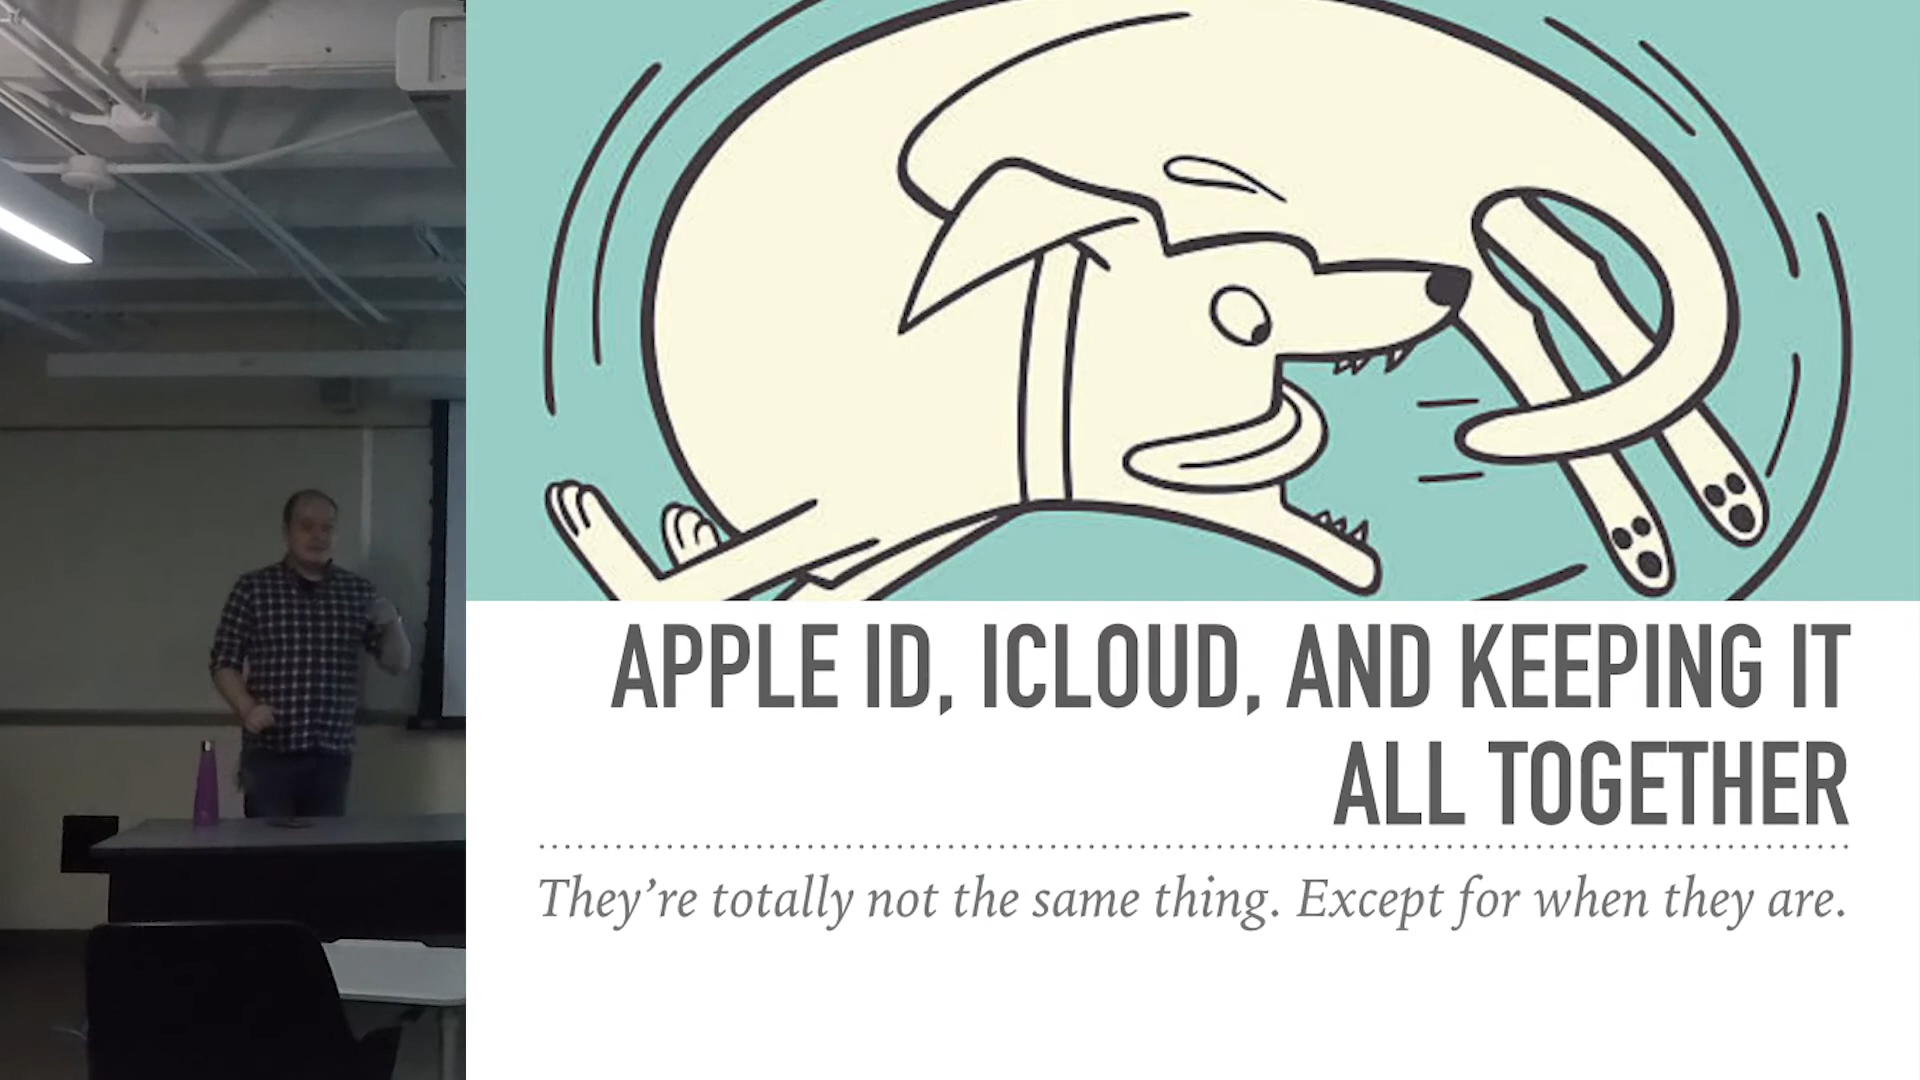 APPLE ID, ICLOUD, AND KEEPING IT
ALL TOGETHER
They’re totally not the same thing. Except for when they are.